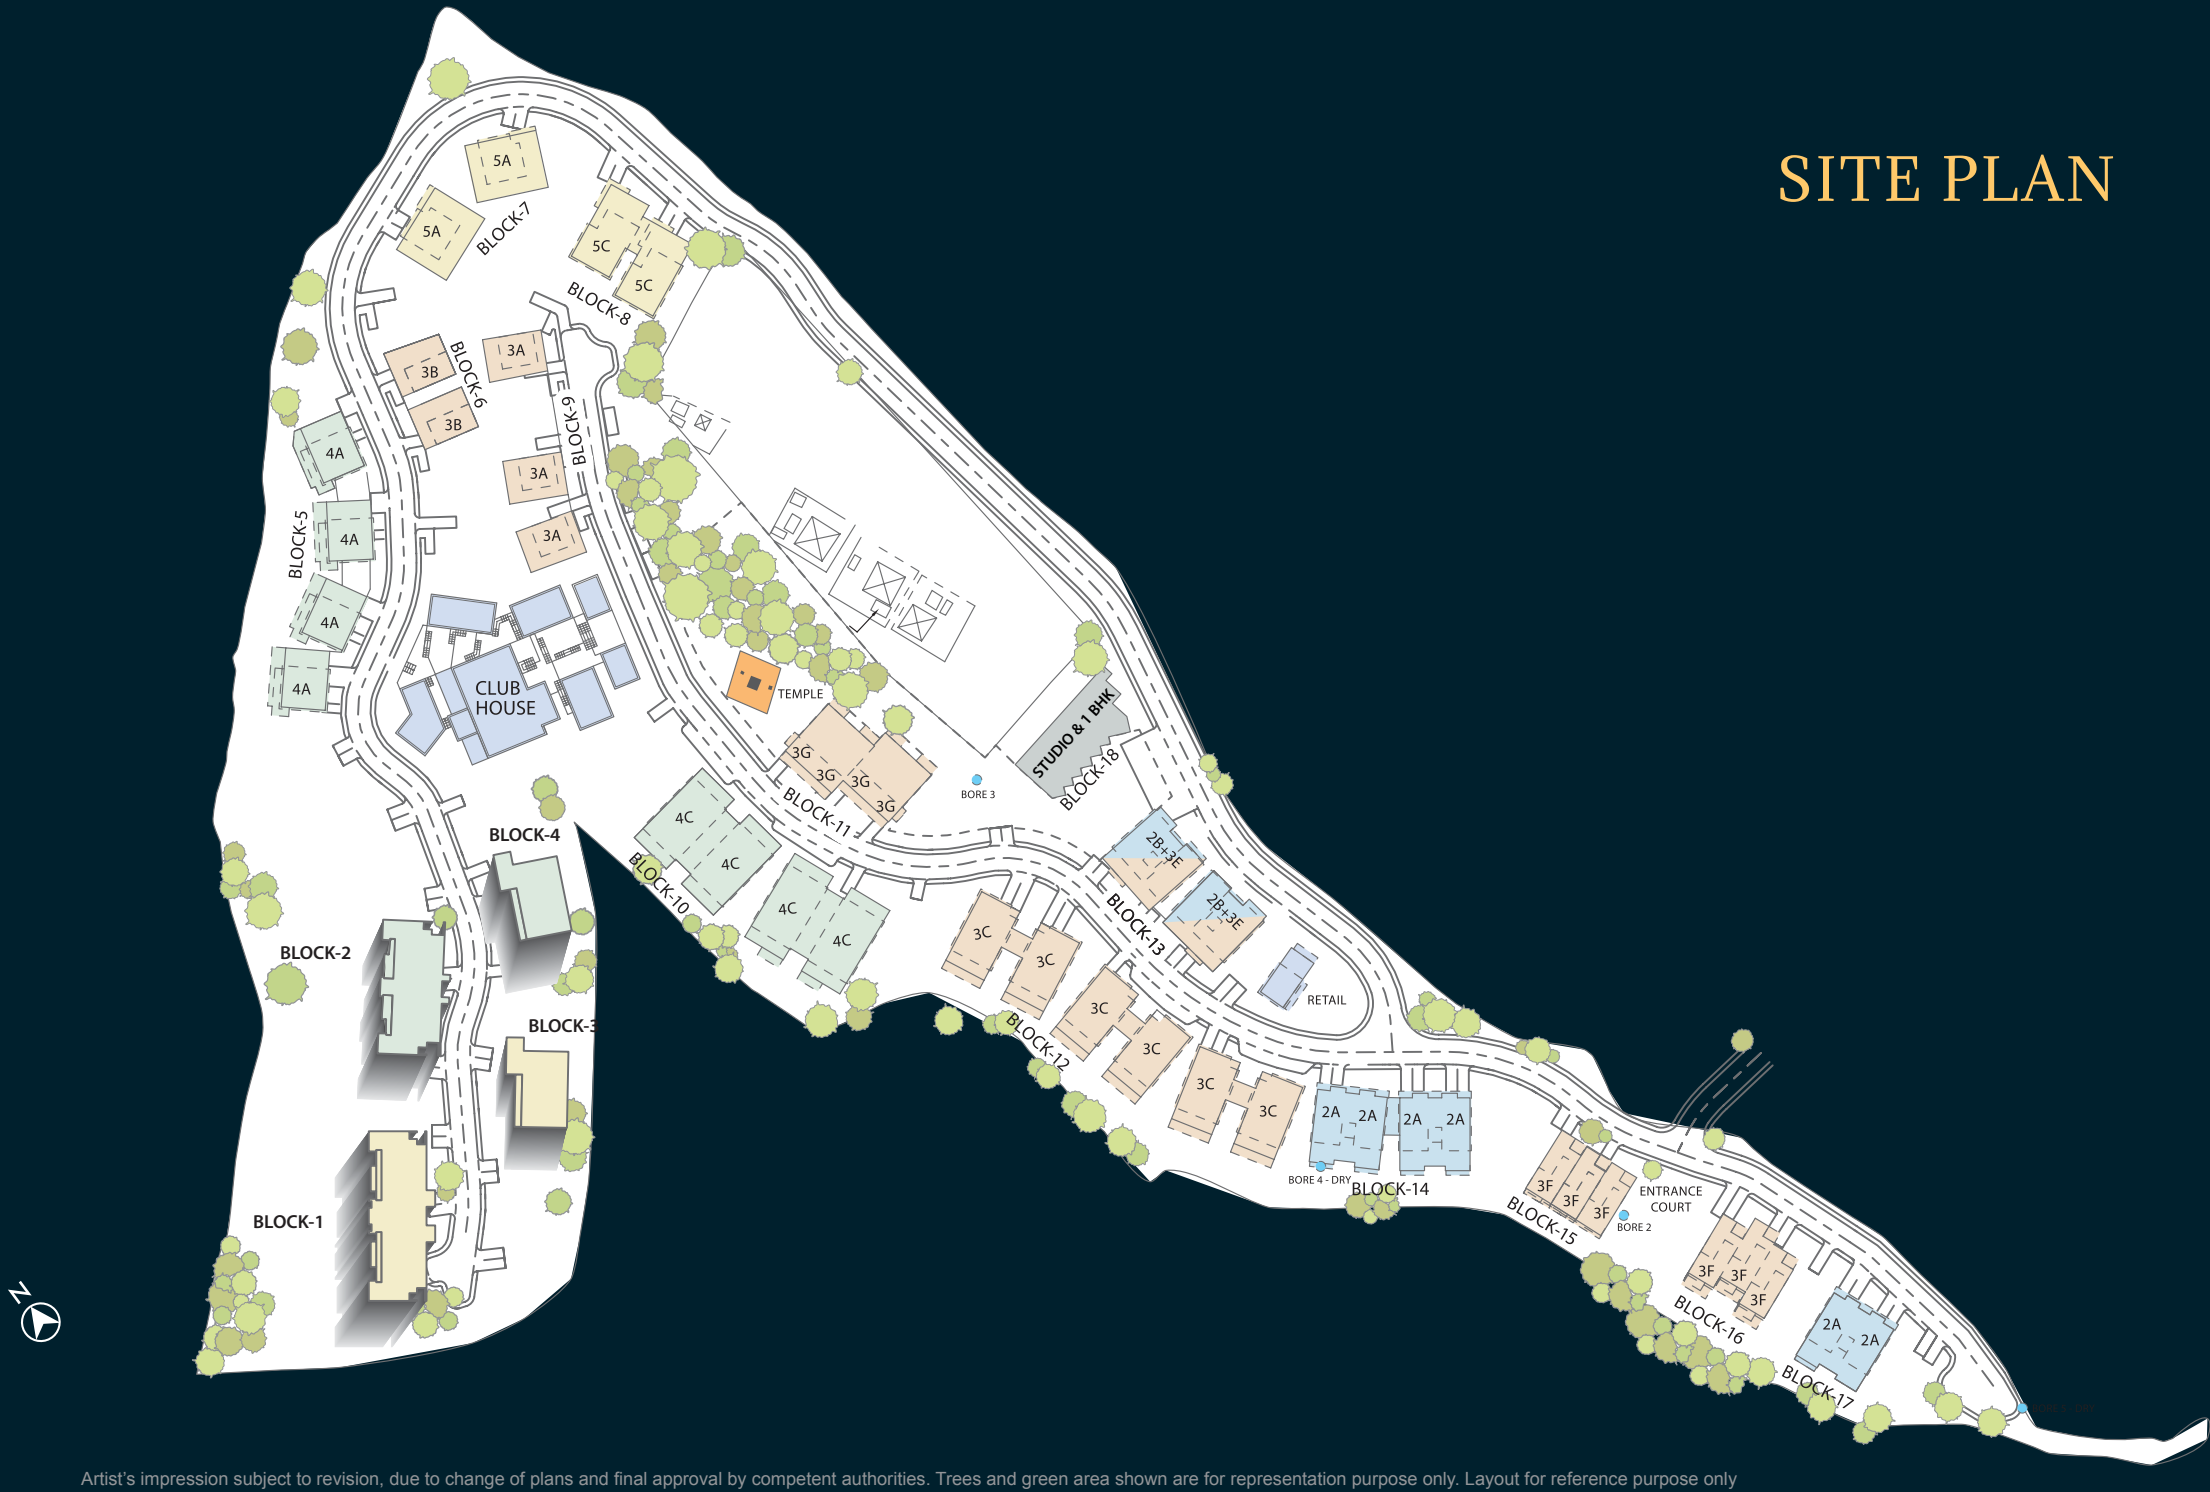 SITE PLAN
5A
5A
BLOCK-7
5C
5C
BLOCK-8
3B
3B
BLOCK-6
3A
3A
3A
BLOCK-9
4A
4A
4A
4A
BLOCK-5
CLUB
HOUSE
TEMPLE
3G
3G
3G
3G
BLOCK-11
BORE 3
STUDIO & 1 BHK
BLOCK-18
4C
4C
4C
4C
BLOCK-10
BLOCK-4
BLOCK-2
BLOCK-3
BLOCK-1
2B+3E
2B+3E
BLOCK-13
RETAIL
3C
3C
3C
3C
3C
3C
BLOCK-12
2A
2A
2A
2A
BORE 4 - DRY
BLOCK-14
3F
3F
3F
BLOCK-15
BORE 2
ENTRANCE
COURT
3F
3F
3F
BLOCK-16
2A
2A
BLOCK-17
N
Artist's impression subject to revision, due to change of plans and final approval by competent authorities. Trees and green area shown are for representation purpose only. Layout for reference purpose only